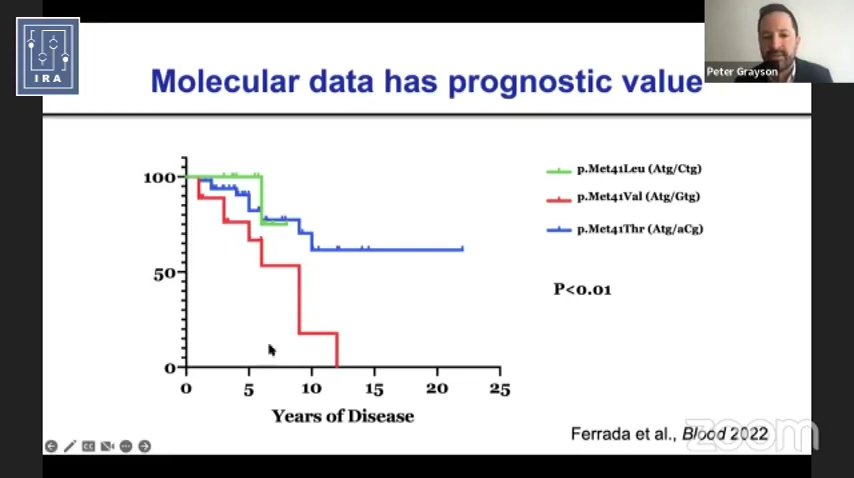 IRA
Peter Grayson
Molecular data has prognostic value
100
50
0
0 5 10 15 20 25
Years of Disease
p.Met41Leu (Atg/Ctg)
p.Met41Val (Atg/Gtg)
p.Met41Thr (Atg/aCg)
P<0.01
Ferrada et al., Blood 2022
zoom